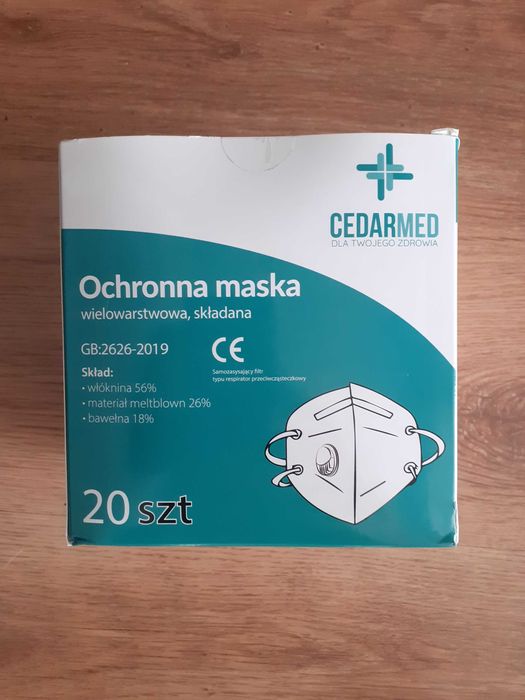 CEDARMED
DLA TWOJEGO ZDROWIA
Ochronna maska
wielowarstwowa, składana
GB:2626-2019
CE
Samozasysający filtr
typu respirator przeciwcząsteczkowy
Skład:
• włóknina 56%
• materiał meltblown 26%
• bawełna 18%
20 szt